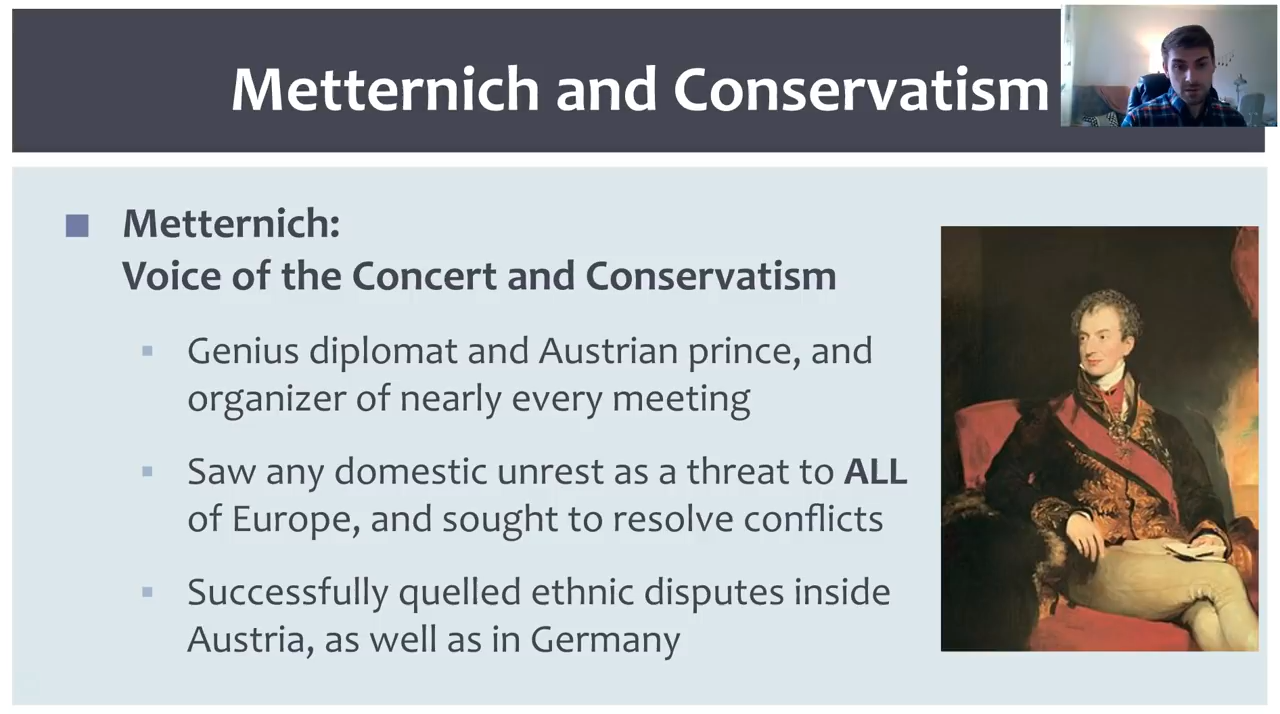 Metternich and Conservatism
Metternich:
Voice of the Concert and Conservatism
Genius diplomat and Austrian prince, and
organizer of nearly every meeting
Saw any domestic unrest as a threat to ALL
of Europe, and sought to resolve conflicts
Successfully quelled ethnic disputes inside
Austria, as well as in Germany